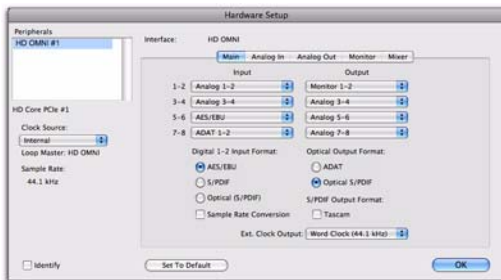 Hardware Setup
Peripherals
HD OMNI #1
HD Core PCIe #1
Clock Source:
Internal
Loop Master: HD OMNI
Sample Rate:
44.1 kHz
Identify
Interface: HD OMNI
Main Analog In Analog Out Monitor Mixer
Input Output
1-2 Analog 1-2 Monitor 1-2
3-4 Analog 3-4 Analog 3-4
5-6 AES/EBU Analog 5-6
7-8 ADAT 1-2 Analog 7-8
Digital 1-2 Input Format: Optical Output Format:
AES/EBU ADAT
S/PDIF Optical S/PDIF
Optical (S/PDIF) S/PDIF Output Format:
Sample Rate Conversion Tascam
Ext. Clock Output: Word Clock (44.1 kHz)
Set To Default OK